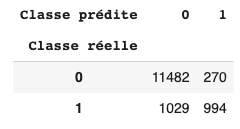 Classe prédite 0 1
Classe réelle
0 11482 270
1 1029 994